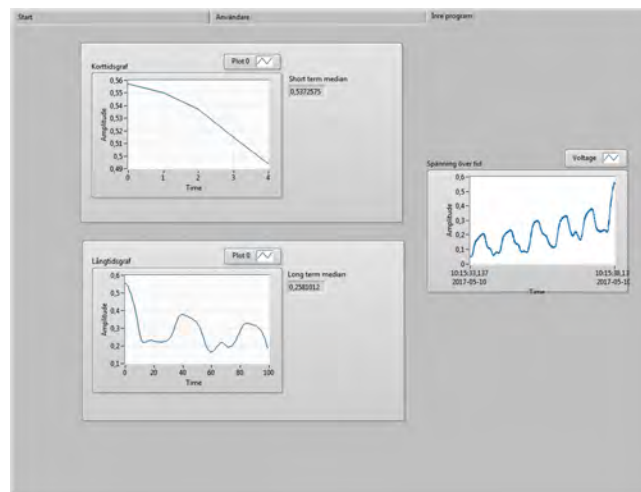 Start
Användare
Inre program
Plot 0
Korttidsgraf
0,56
0,55
0,54
0,53
0,52
0,51
0,5
0,49
Amplitude
0 1 2 3 4
Time
Short term median
0,5372575
Plot 0
Långtidsgraf
0,6
0,5
0,4
0,3
0,2
0,1
Amplitude
0 20 40 60 80 100
Time
Long term median
0,2581012
Voltage
Spänning över tid
0,6
0,5
0,4
0,3
0,2
0,1
0
Amplitude
2017-05-10
2017-05-10
Time